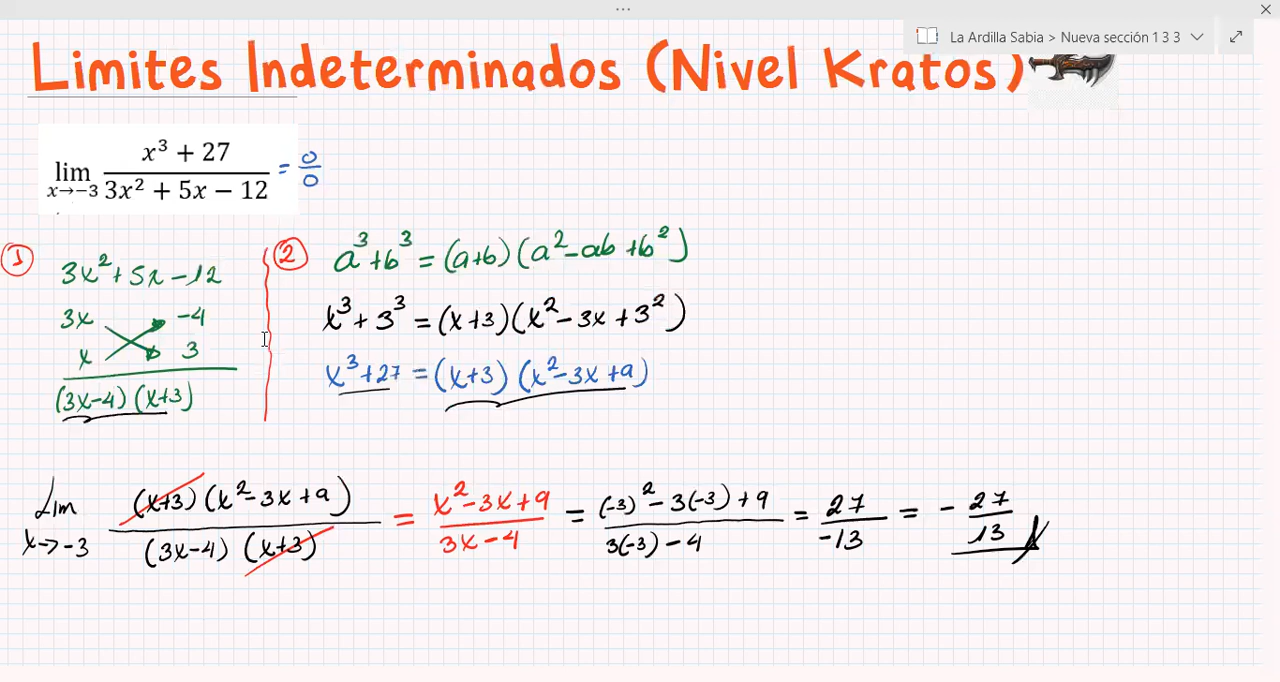 La Ardilla Sabia > Nueva sección 1 3 3
Limites Indeterminados (Nivel Kratos)
lim x→−3 (x³ + 27)/(3x² + 5x − 12) = 0/0
①
3x² + 5x − 12
3x −4
x 3
(3x−4) (x+3)
②
a³ + b³ = (a+b) (a² − ab + b²)
x³ + 3³ = (x+3) (x² − 3x + 3²)
x³ + 27 = (x+3) (x² − 3x + 9)
Lim x→−3 (x+3) (x² − 3x + 9)/(3x−4) (x+3) = (x² − 3x + 9)/(3x − 4) = ((−3)² − 3(−3) + 9)/(3(−3) − 4) = 27/−13 = − 27/13